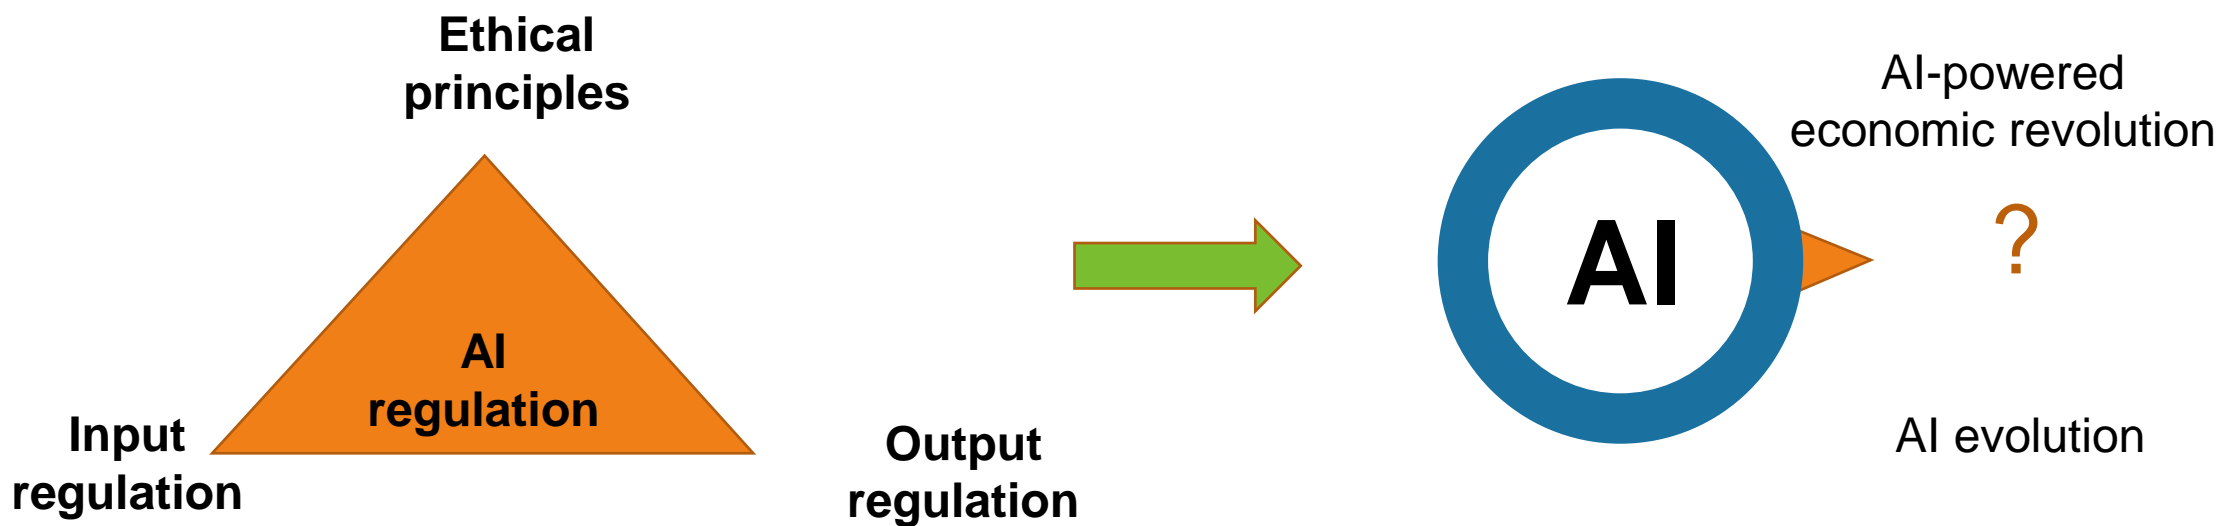 Ethical
principles
AI
regulation
Input
regulation
Output
regulation
AI
AI-powered
economic revolution
?
AI evolution